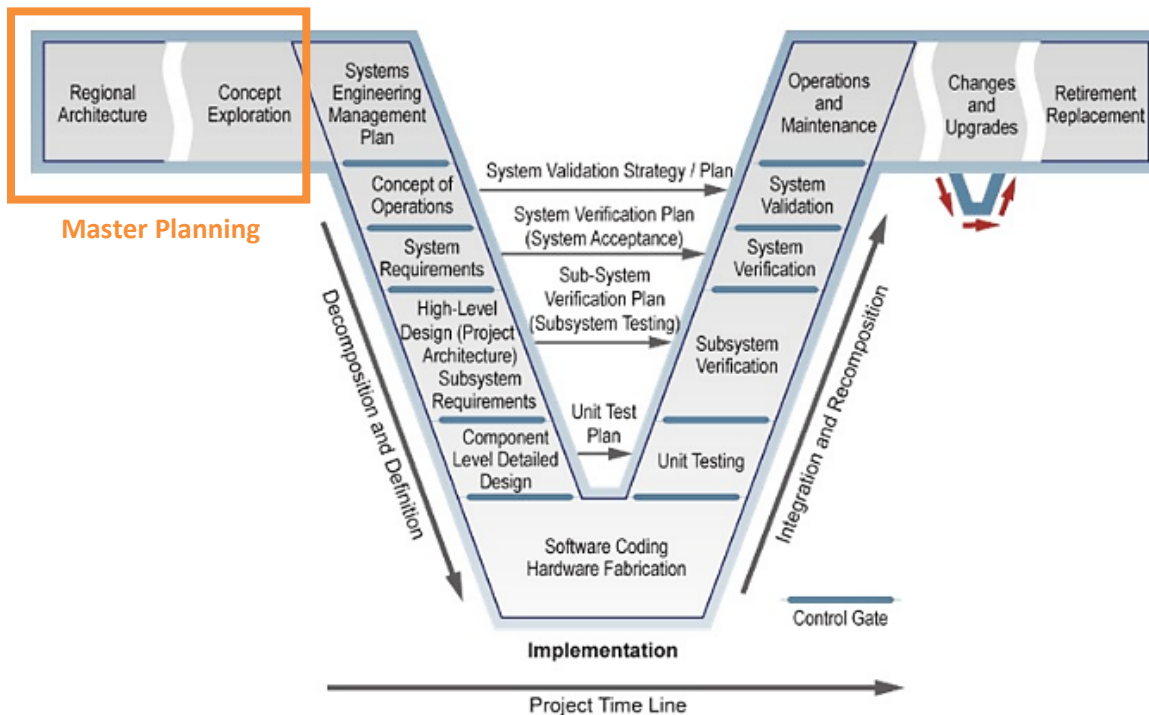 Regional
Architecture
Concept
Exploration
Master Planning
Systems
Engineering
Management
Plan
Concept of
Operations
System
Requirements
High-Level
Design (Project
Architecture)
Subsystem
Requirements
Component
Level Detailed
Design
Decomposition and Definition
System Validation Strategy / Plan
System Verification Plan
(System Acceptance)
Sub-System
Verification Plan
(Subsystem Testing)
Unit Test
Plan
Software Coding
Hardware Fabrication
Implementation
Operations
and
Maintenance
System
Validation
System
Verification
Subsystem
Verification
Unit Testing
Integration and Recomposition
Changes
and
Upgrades
Retirement
Replacement
Control Gate
Project Time Line